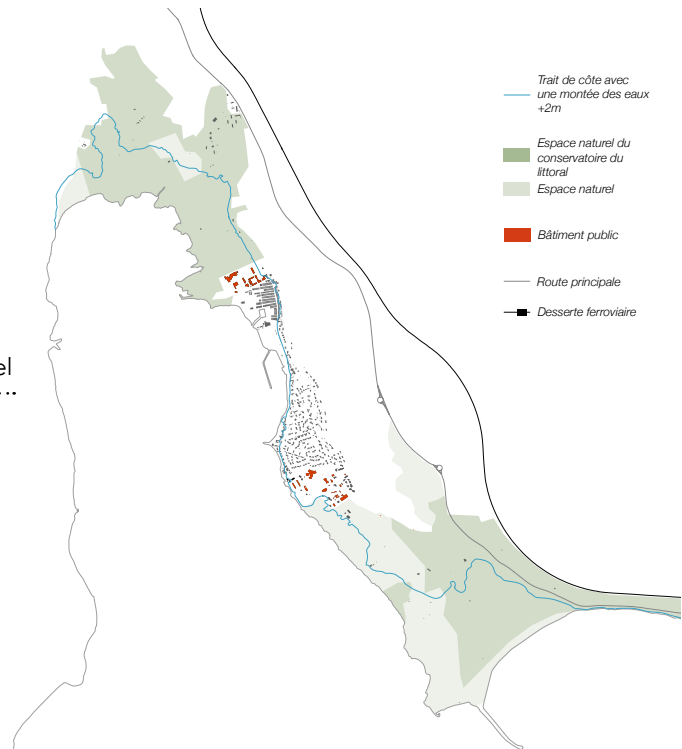 Trait de côte avec
une montée des eaux
+2m
Espace naturel du
conservatoire du
littoral
Espace naturel
Bâtiment public
Route principale
Desserte ferroviaire
el
...